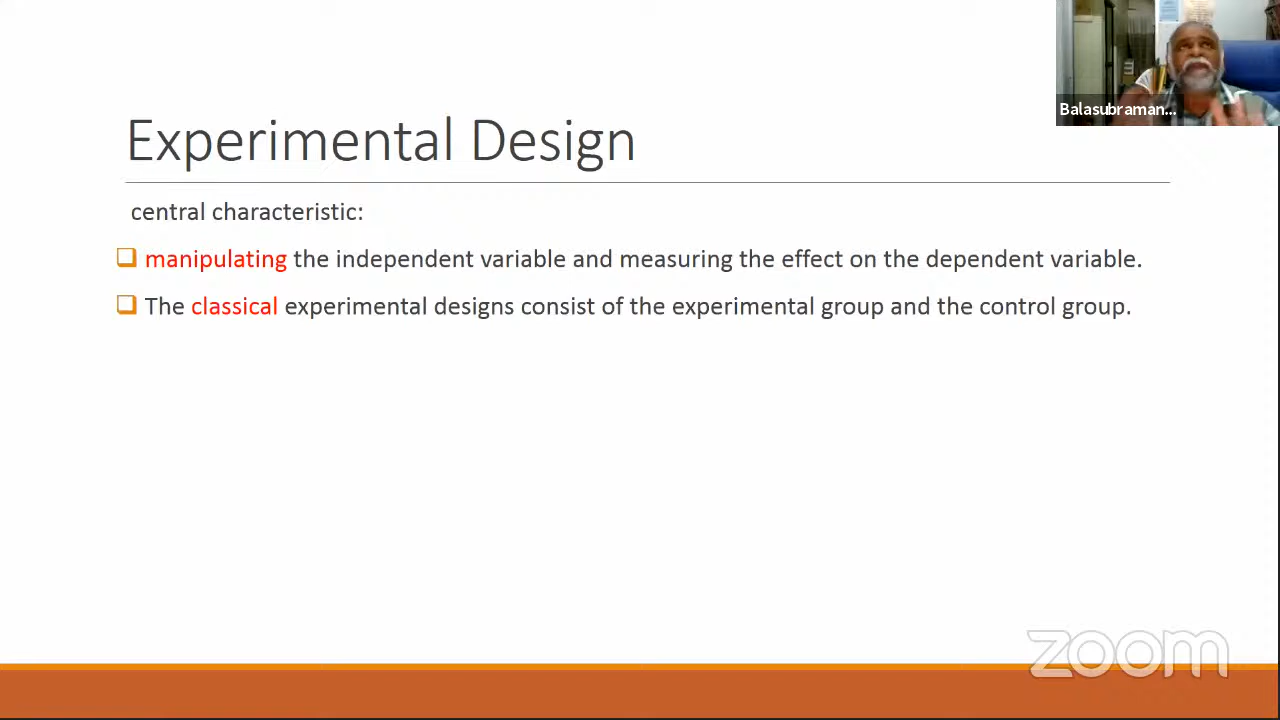 Balasubraman...
Experimental Design
central characteristic:
manipulating the independent variable and measuring the effect on the dependent variable.
The classical experimental designs consist of the experimental group and the control group.
zoom